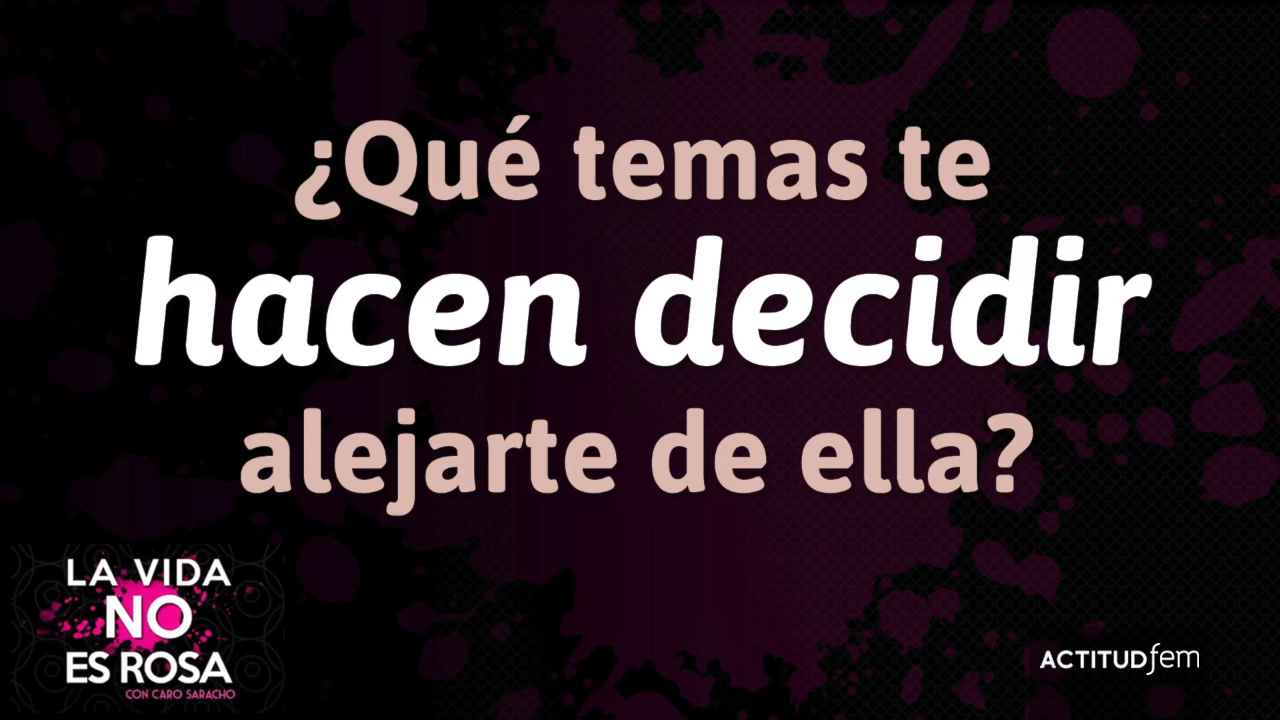 ¿Qué temas te
hacen decidir
alejarte de ella?
LA VIDA
NO
ES ROSA
CON CARO SARACHO
ACTITUDfem